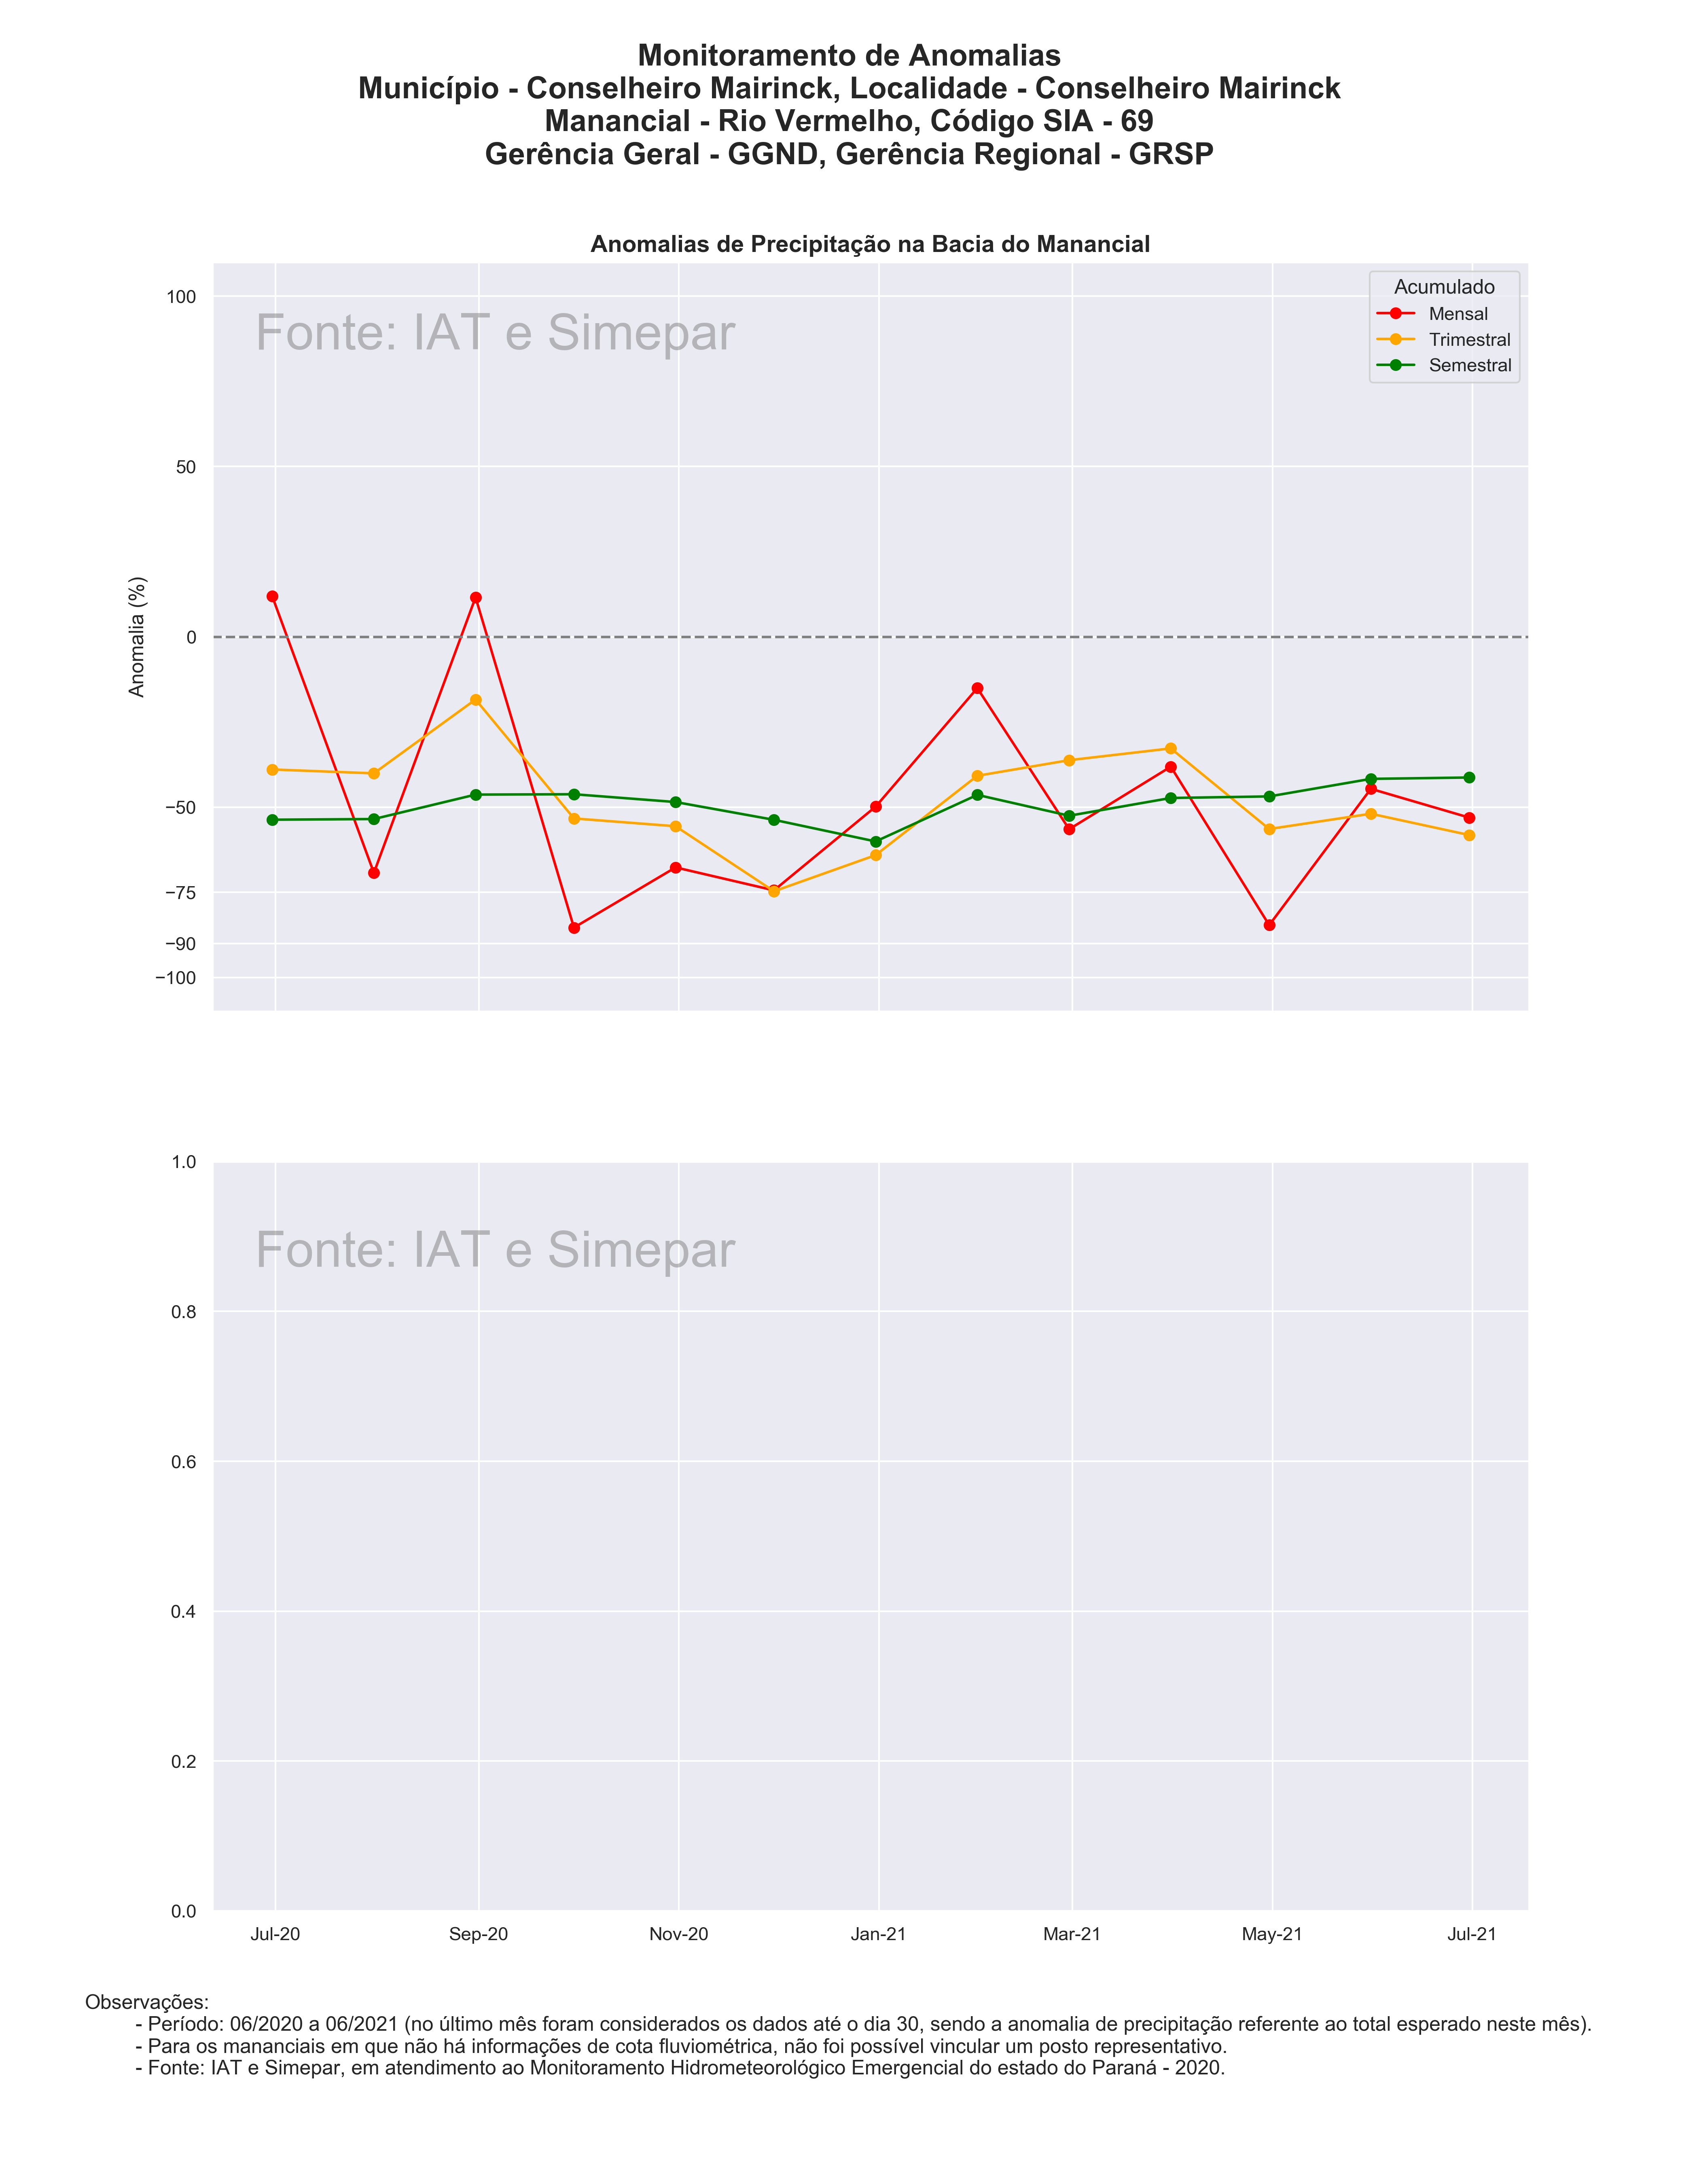 Monitoramento de Anomalias
Município - Conselheiro Mairinck, Localidade - Conselheiro Mairinck
Manancial - Rio Vermelho, Código SIA - 69
Gerência Geral - GGND, Gerência Regional - GRSP
Anomalias de Precipitação na Bacia do Manancial
Fonte: IAT e Simepar
Acumulado
Mensal
Trimestral
Semestral
Anomalia (%)
100
50
0
−50
−75
−90
−100
Fonte: IAT e Simepar
1.0
0.8
0.6
0.4
0.2
0.0
Jul-20 Sep-20 Nov-20 Jan-21 Mar-21 May-21 Jul-21
Observações:
- Período: 06/2020 a 06/2021 (no último mês foram considerados os dados até o dia 30, sendo a anomalia de precipitação referente ao total esperado neste mês).
- Para os mananciais em que não há informações de cota fluviométrica, não foi possível vincular um posto representativo.
- Fonte: IAT e Simepar, em atendimento ao Monitoramento Hidrometeorológico Emergencial do estado do Paraná - 2020.